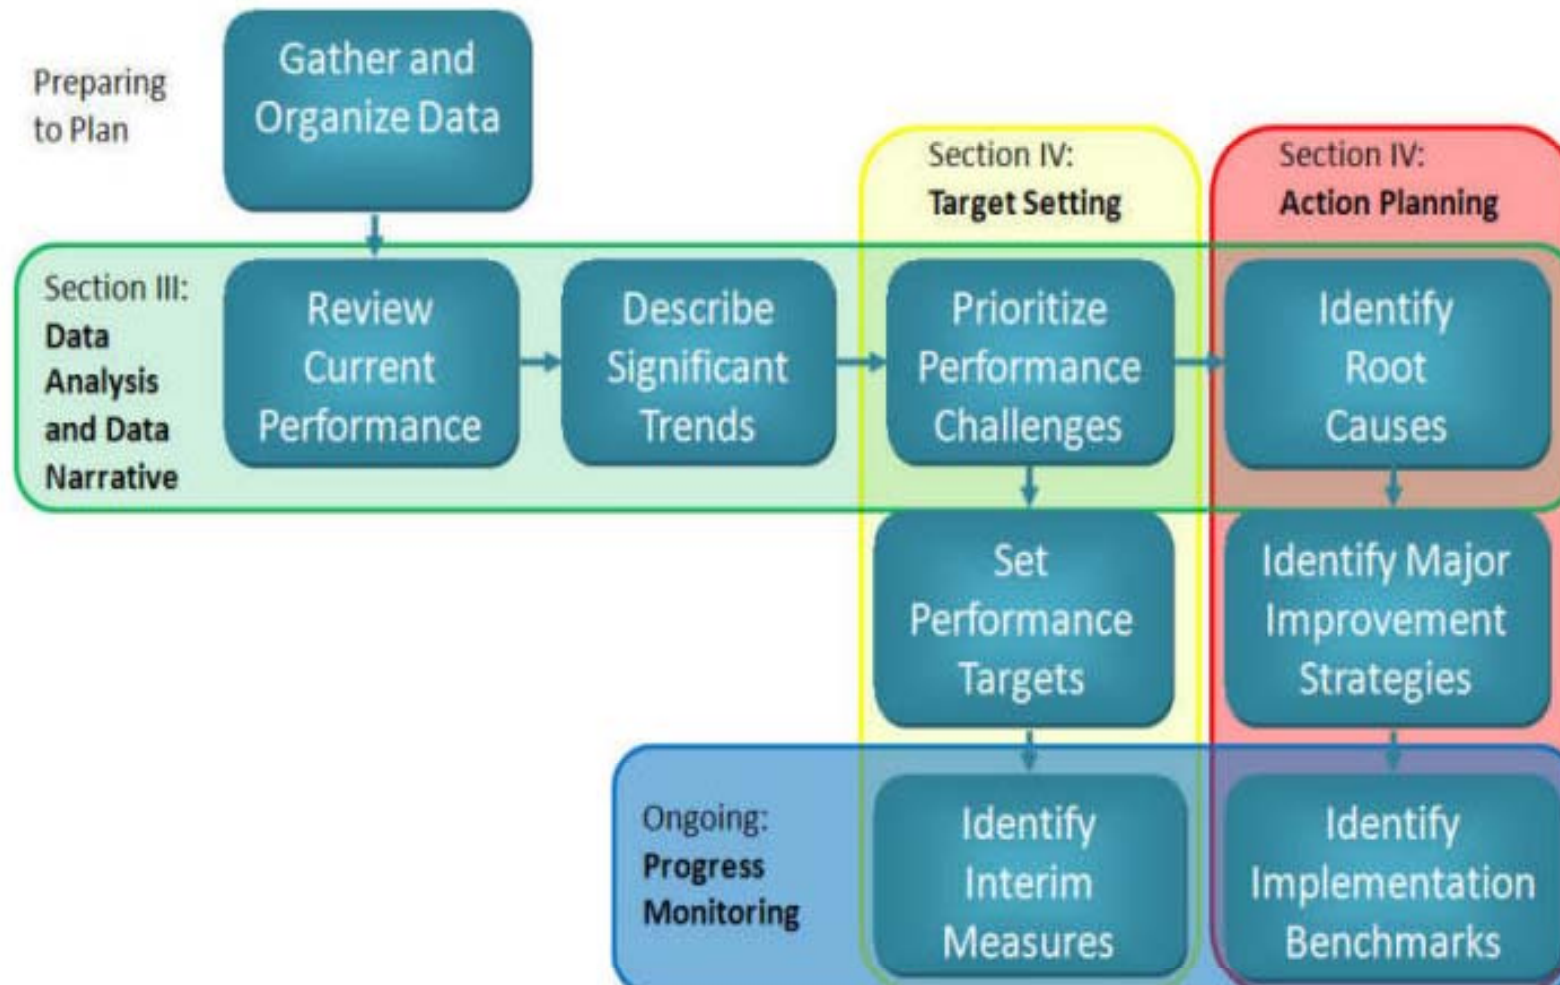 Preparing
to Plan
Gather and
Organize Data
Section IV:
Target Setting
Section IV:
Action Planning
Section III:
Data
Analysis
and Data
Narrative
Review
Current
Performance
Describe
Significant
Trends
Prioritize
Performance
Challenges
Identify
Root
Causes
Set
Performance
Targets
Identify Major
Improvement
Strategies
Ongoing:
Progress
Monitoring
Identify
Interim
Measures
Identify
Implementation
Benchmarks